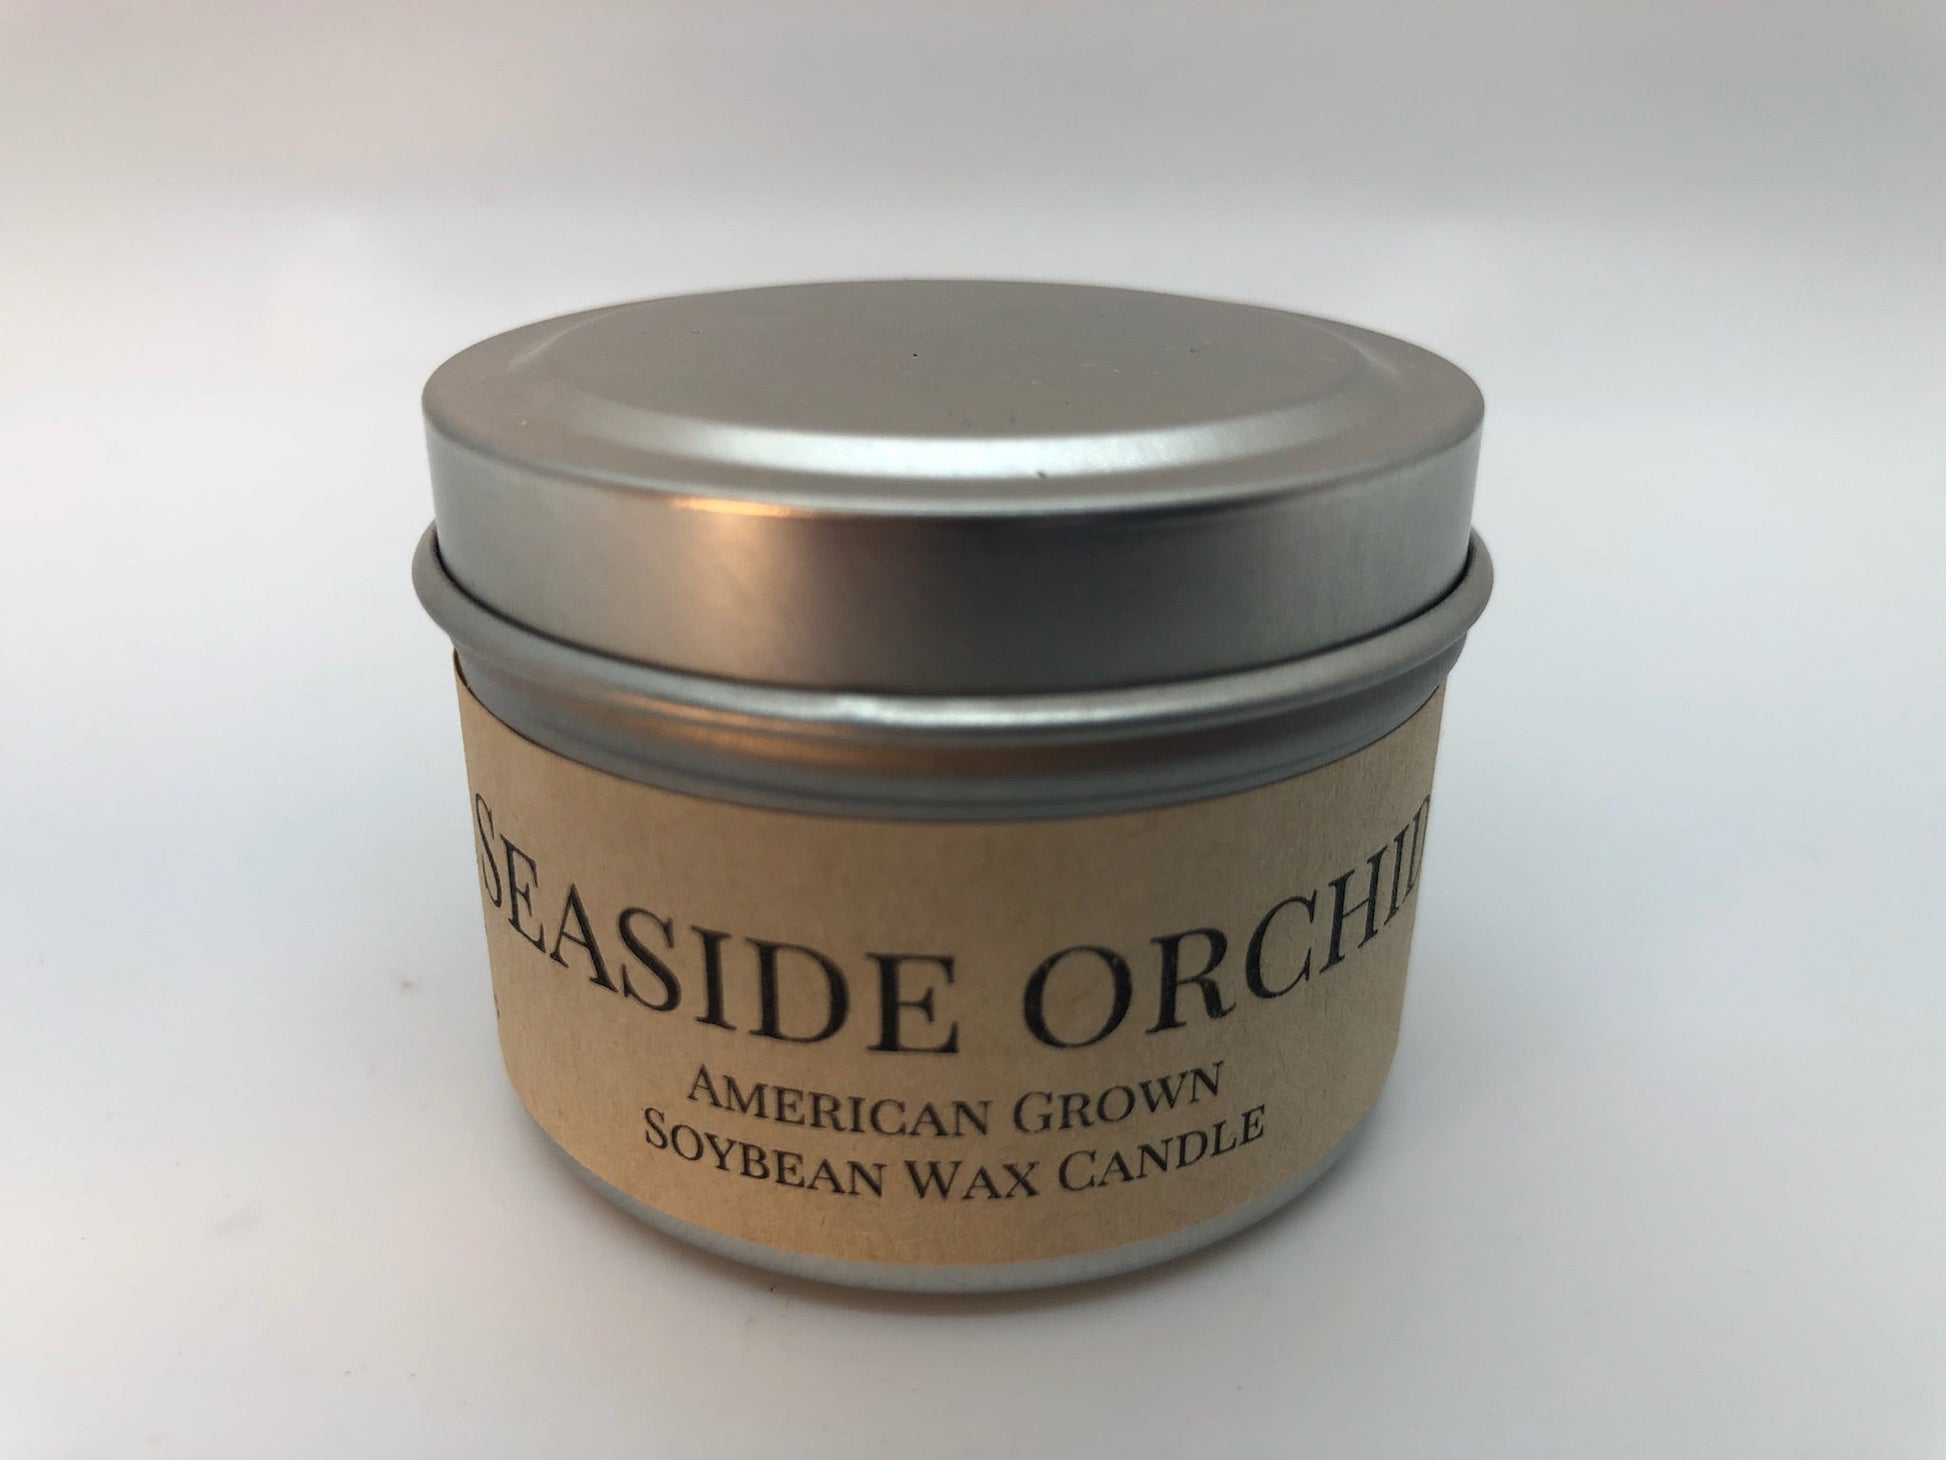 SEASIDE ORCHID
AMERICAN GROWN
SOYBEAN WAX CANDLE